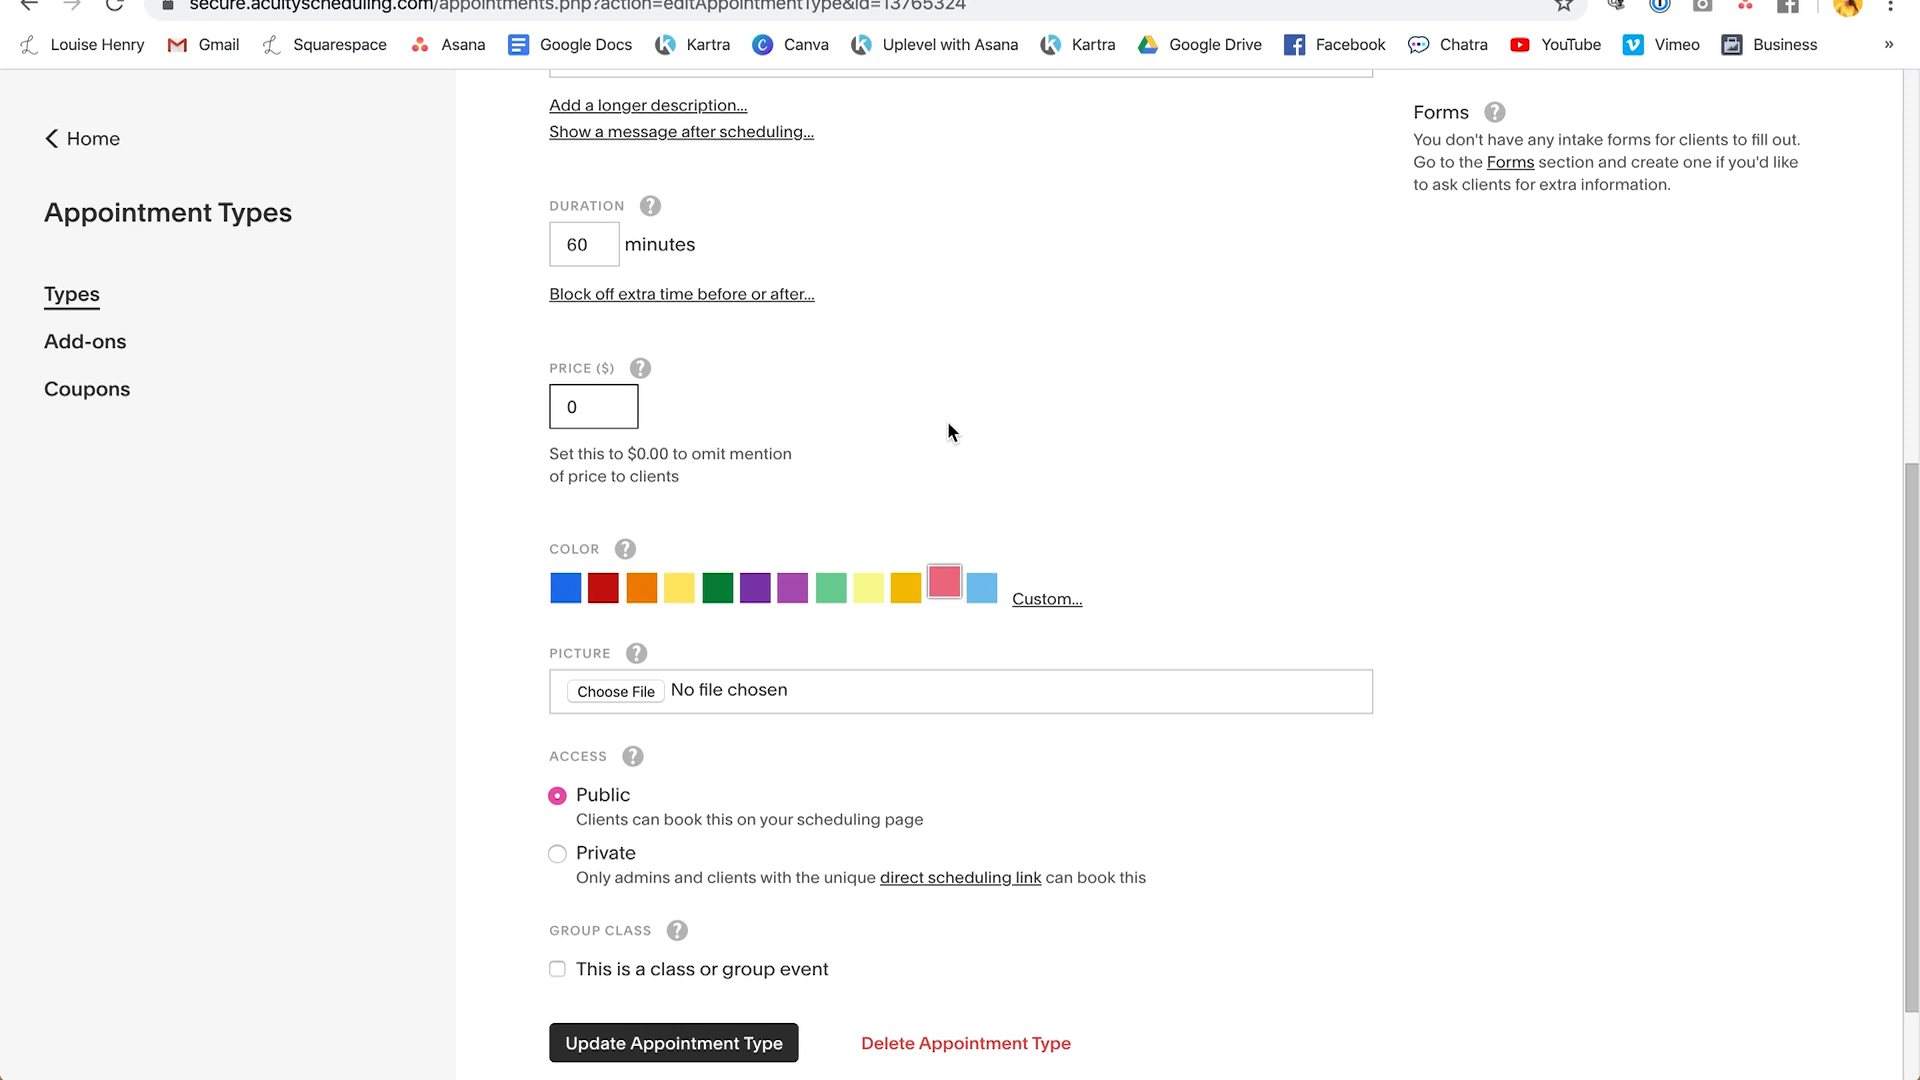 secure.acuityscheduling.com/appointments.php?action=editAppointmentType&id=13765324
Louise Henry Gmail Squarespace Asana Google Docs Kartra Canva Uplevel with Asana Kartra Google Drive Facebook Chatra YouTube Vimeo Business »
Home
Appointment Types
Types
Add-ons
Coupons
Add a longer description...
Show a message after scheduling...
DURATION ?
60 minutes
Block off extra time before or after...
PRICE ($) ?
0
Set this to $0.00 to omit mention
of price to clients
COLOR ?
Custom...
PICTURE ?
Choose File No file chosen
ACCESS ?
Public
Clients can book this on your scheduling page
Private
Only admins and clients with the unique direct scheduling link can book this
GROUP CLASS ?
This is a class or group event
Update Appointment Type Delete Appointment Type
Forms ?
You don't have any intake forms for clients to fill out.
Go to the Forms section and create one if you'd like
to ask clients for extra information.